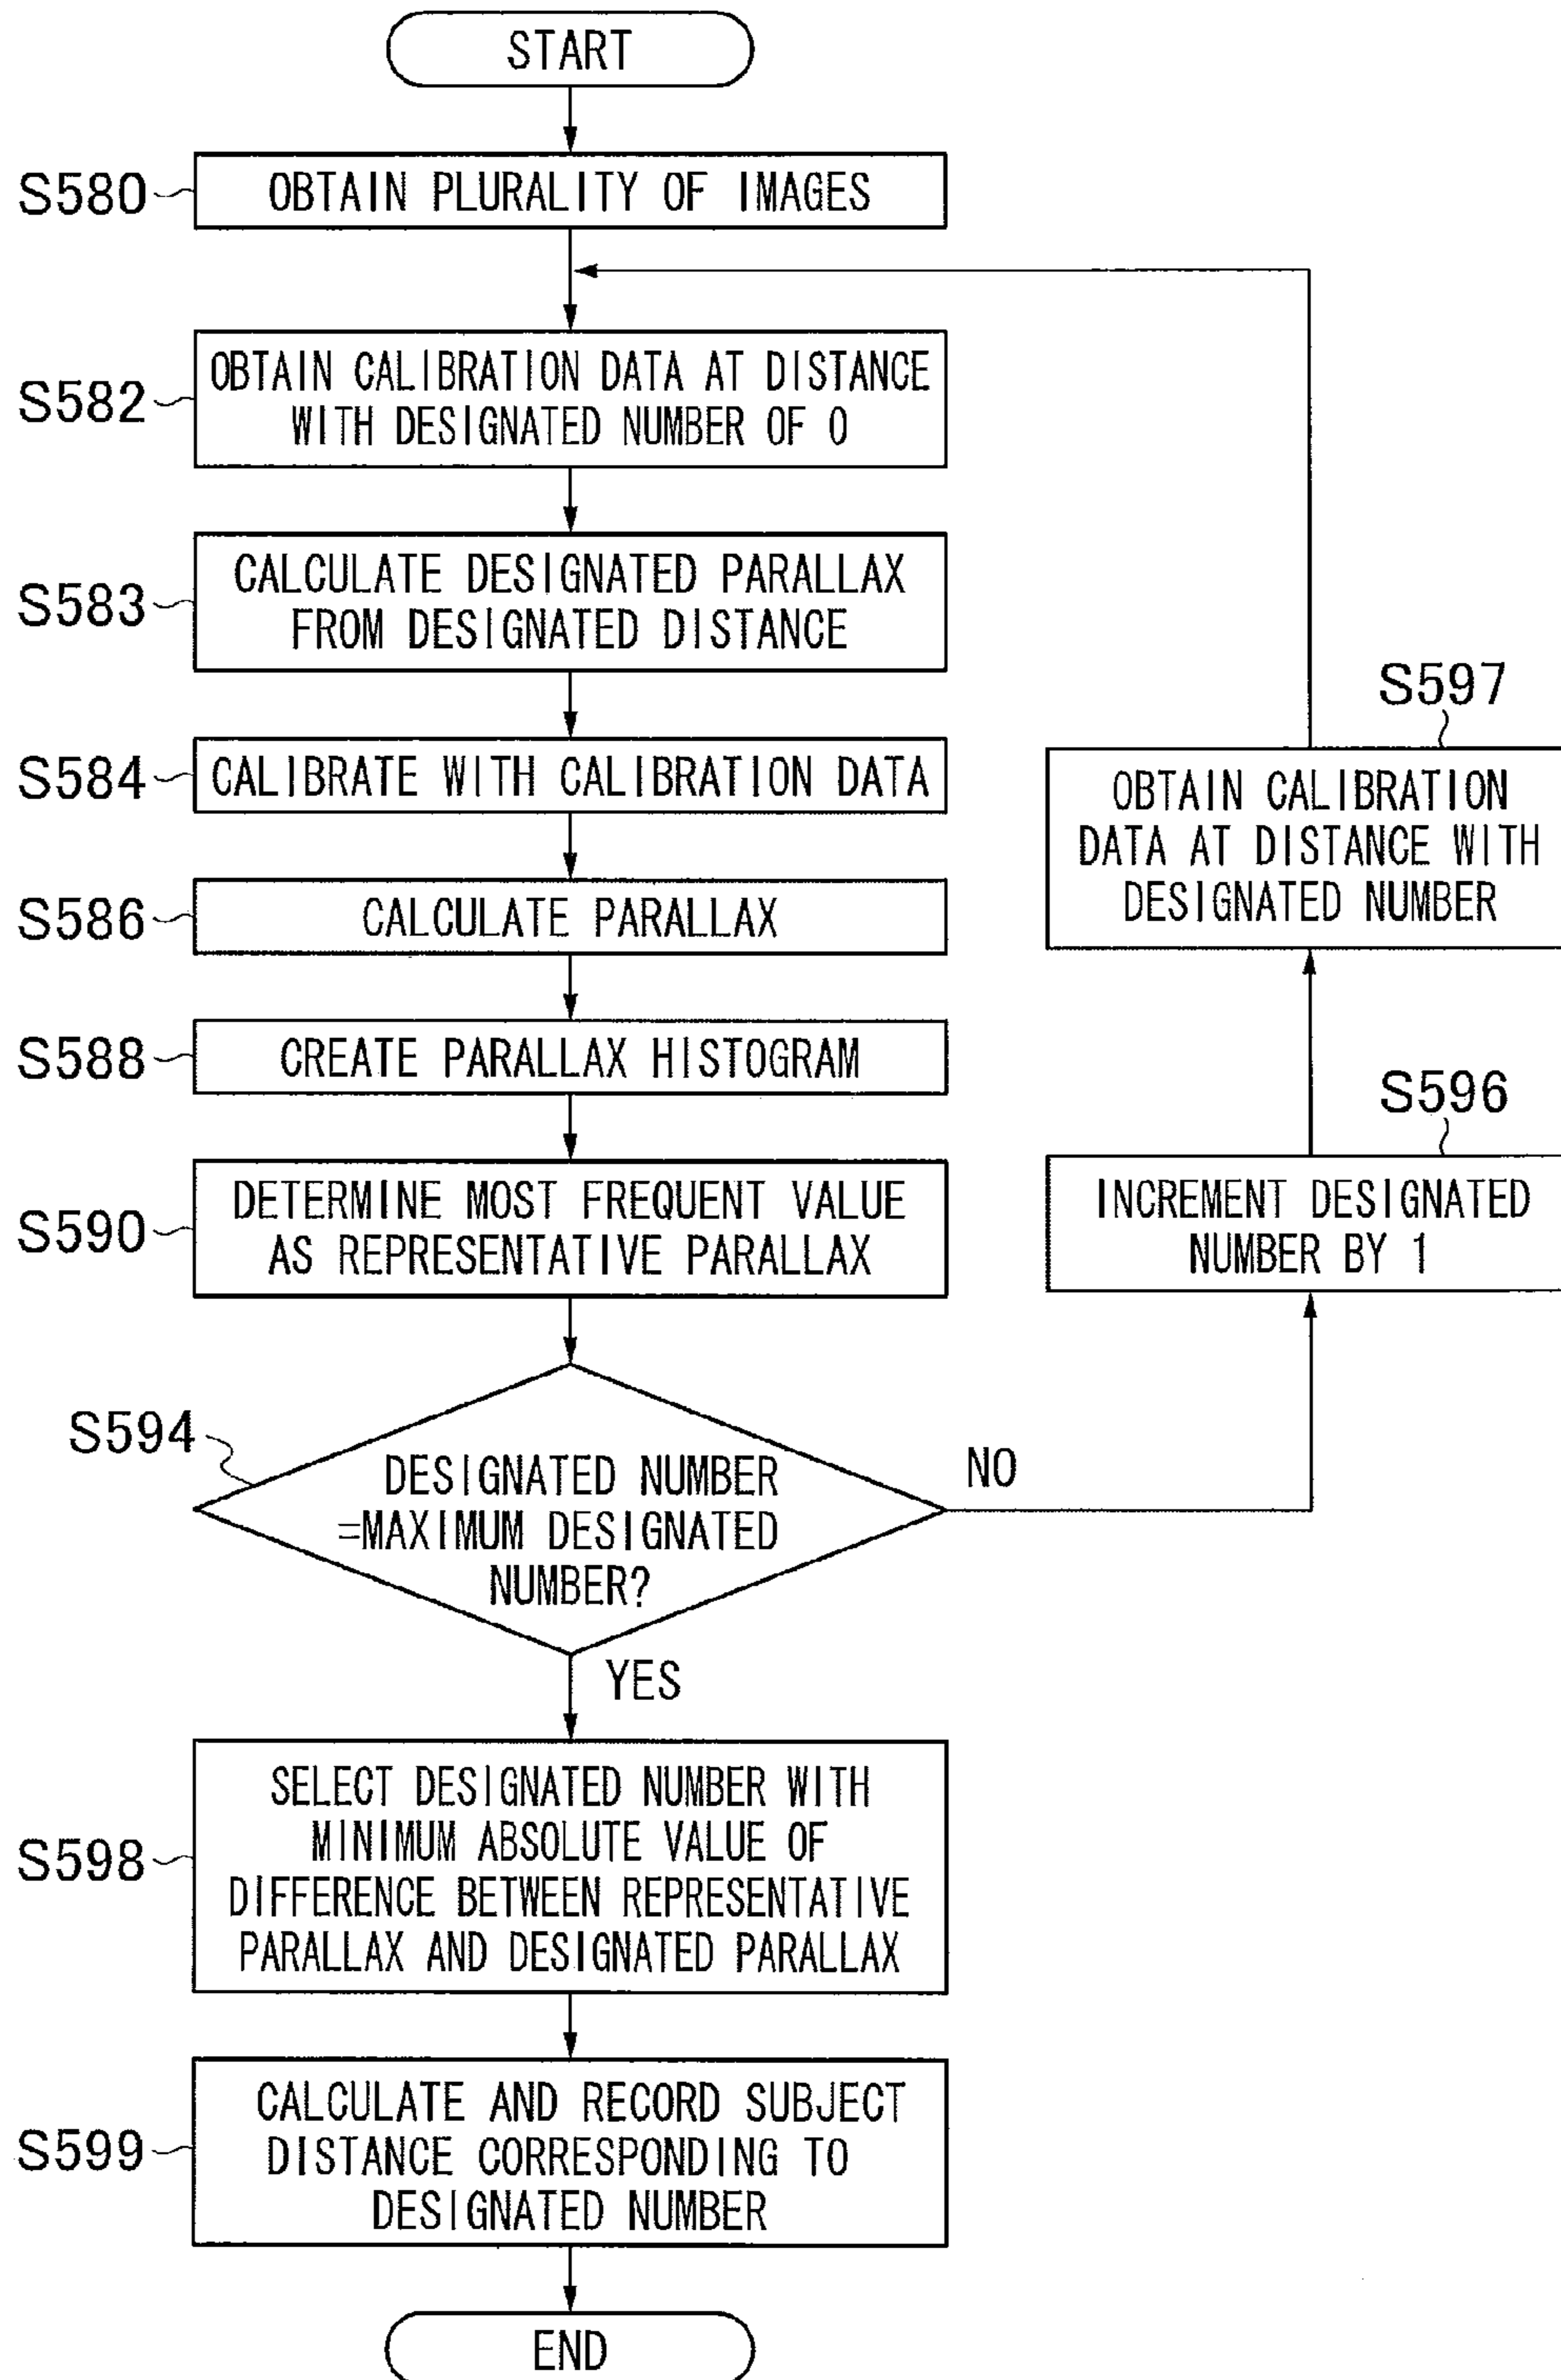 START
S580
OBTAIN PLURALITY OF IMAGES
S582
OBTAIN CALIBRATION DATA AT DISTANCE
WITH DESIGNATED NUMBER OF 0
S583
CALCULATE DESIGNATED PARALLAX
FROM DESIGNATED DISTANCE
S584
CALIBRATE WITH CALIBRATION DATA
S586
CALCULATE PARALLAX
S588
CREATE PARALLAX HISTOGRAM
S590
DETERMINE MOST FREQUENT VALUE
AS REPRESENTATIVE PARALLAX
S594
DESIGNATED NUMBER
=MAXIMUM DESIGNATED
NUMBER?
NO
S596
INCREMENT DESIGNATED
NUMBER BY 1
S597
OBTAIN CALIBRATION
DATA AT DISTANCE WITH
DESIGNATED NUMBER
YES
S598
SELECT DESIGNATED NUMBER WITH
MINIMUM ABSOLUTE VALUE OF
DIFFERENCE BETWEEN REPRESENTATIVE
PARALLAX AND DESIGNATED PARALLAX
S599
CALCULATE AND RECORD SUBJECT
DISTANCE CORRESPONDING TO
DESIGNATED NUMBER
END